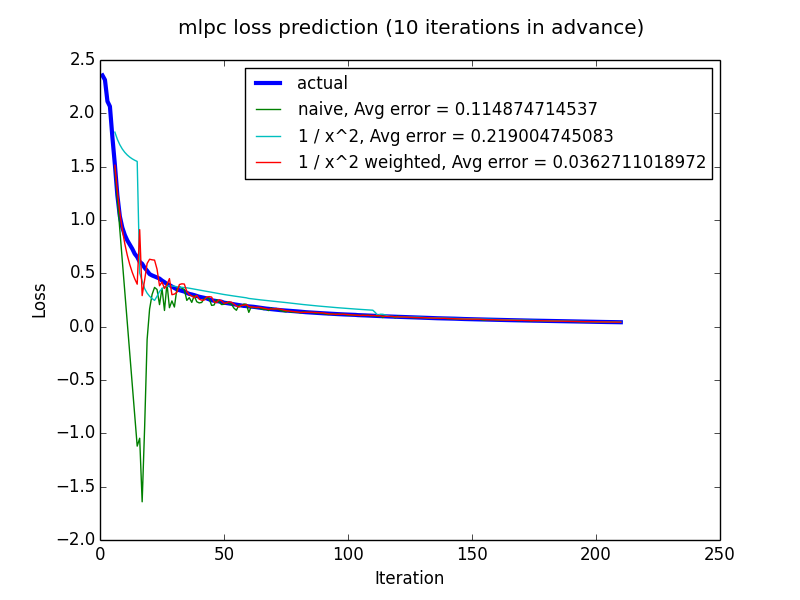 mlpc loss prediction (10 iterations in advance)
actual
naive, Avg error = 0.114874714537
1 / x^2, Avg error = 0.219004745083
1 / x^2 weighted, Avg error = 0.0362711018972
2.5
2.0
1.5
1.0
0.5
0.0
−0.5
−1.0
−1.5
−2.0
Loss
0 50 100 150 200 250
Iteration